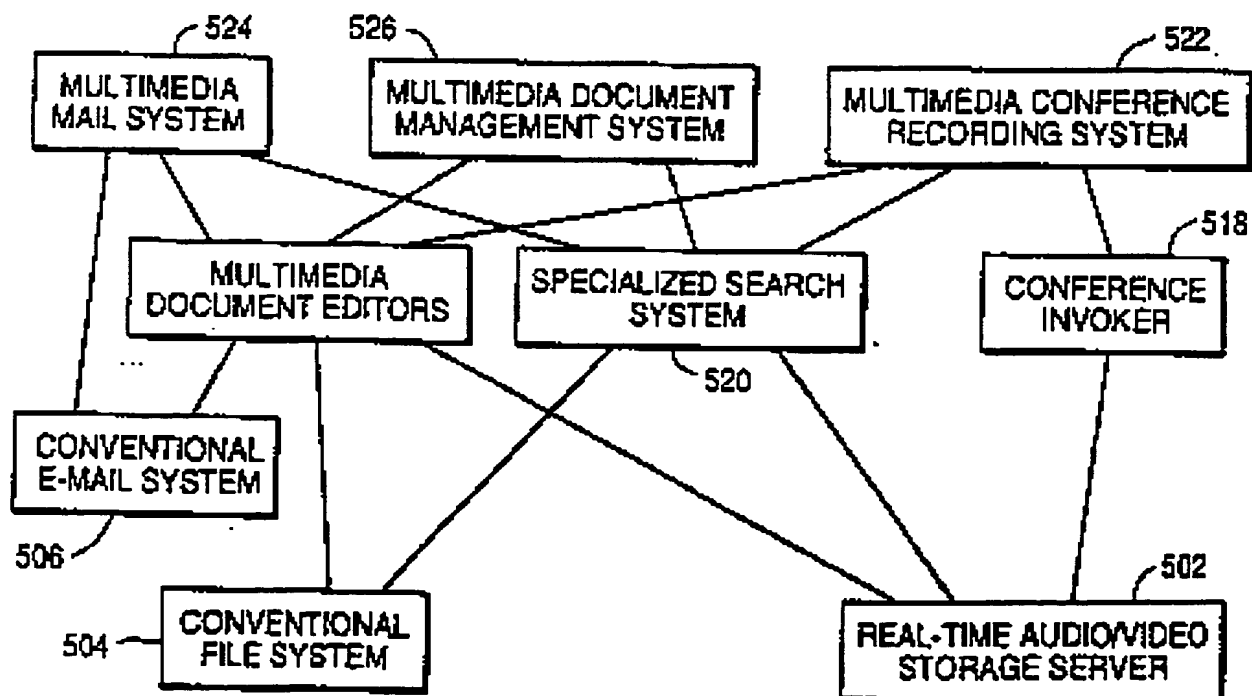 524
526
522
MULTIMEDIA
MAIL SYSTEM
MULTIMEDIA DOCUMENT
MANAGEMENT SYSTEM
MULTIMEDIA CONFERENCE
RECORDING SYSTEM
518
MULTIMEDIA
DOCUMENT EDITORS
SPECIALIZED SEARCH
SYSTEM
CONFERENCE
INVOKER
...
520
CONVENTIONAL
E-MAIL SYSTEM
506
502
504
CONVENTIONAL
FILE SYSTEM
REAL-TIME AUDIO/VIDEO
STORAGE SERVER